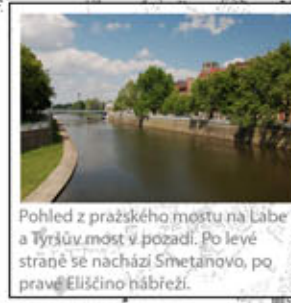 Pohled z pražského mostu na Labe
a Tyršův most v pozadí. Po levé
straně se nachází Smetanovo, po
pravé Eliščino nábřeží.